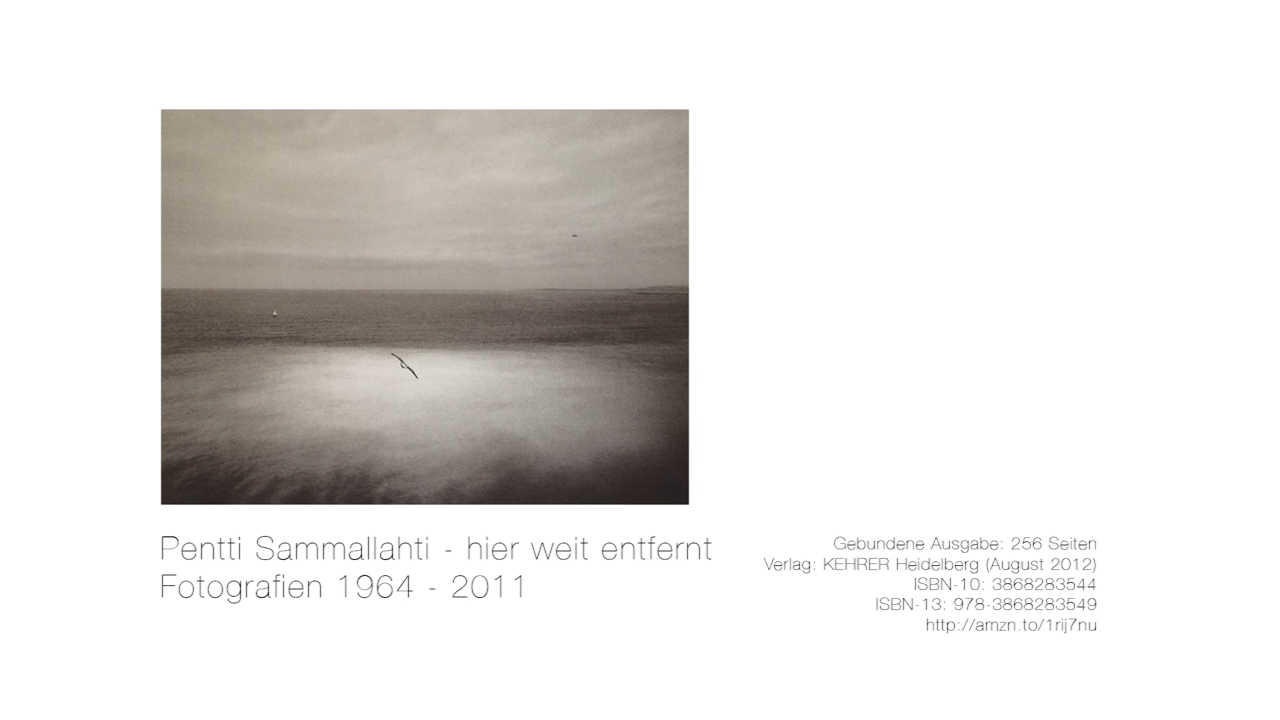 Pentti Sammallahti - hier weit entfernt
Fotografien 1964 - 2011
Gebundene Ausgabe: 256 Seiten
Verlag: KEHRER Heidelberg (August 2012)
ISBN-10: 3868283544
ISBN-13: 978-3868283549
http://amzn.to/1rij7nu